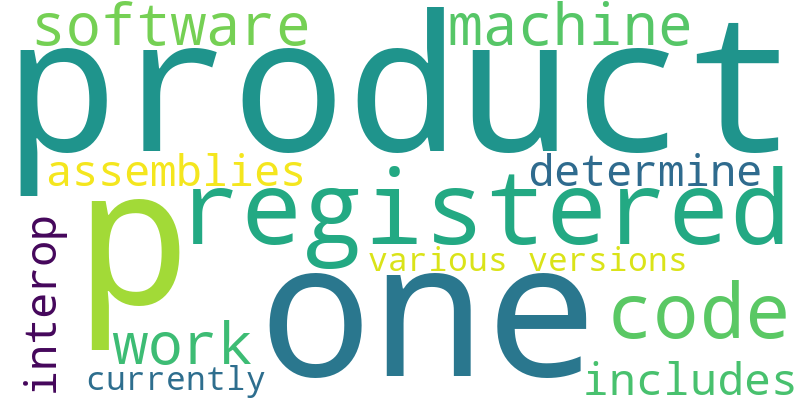 software machine
product
assemblies determine
p registered
various versions
interop one code
work
currently includes